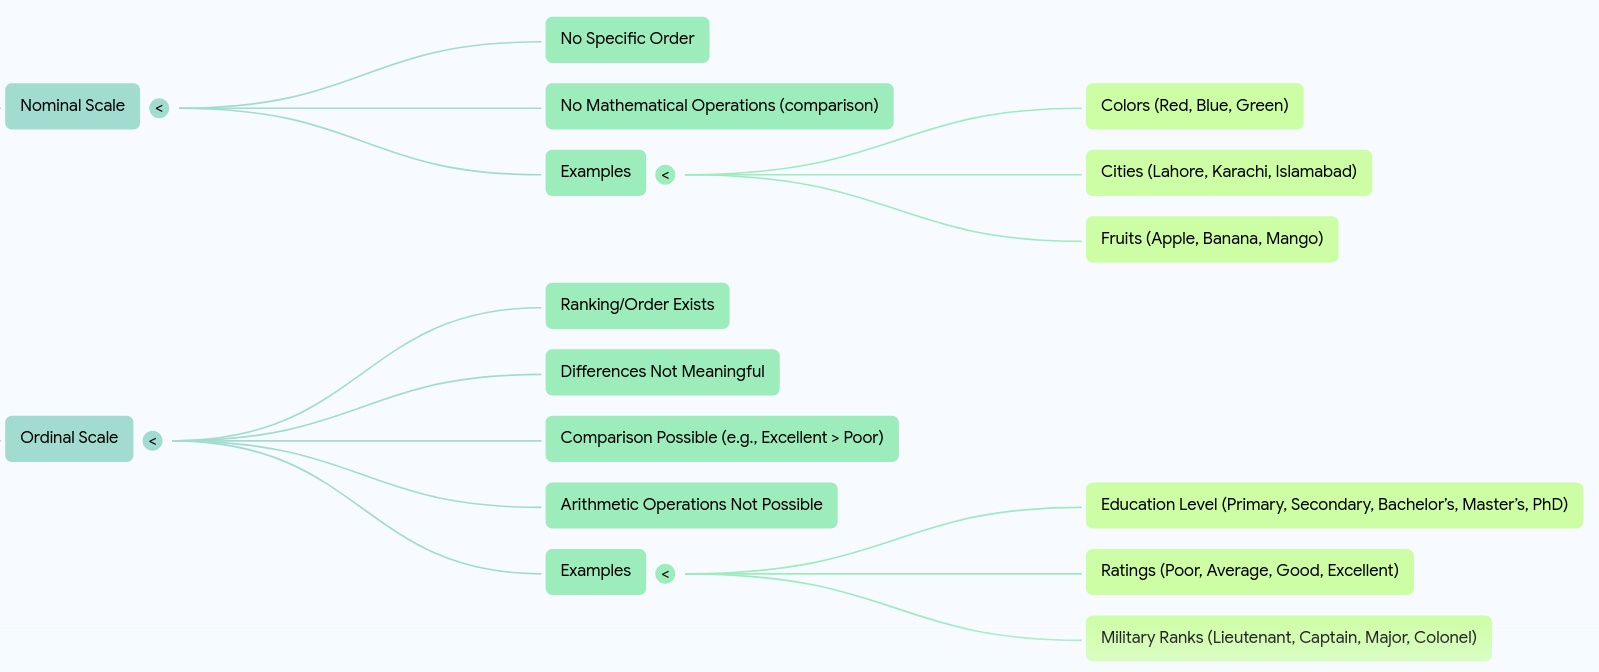 Nominal Scale
<
No Specific Order
No Mathematical Operations (comparison)
Examples
<
Colors (Red, Blue, Green)
Cities (Lahore, Karachi, Islamabad)
Fruits (Apple, Banana, Mango)
Ordinal Scale
<
Ranking/Order Exists
Differences Not Meaningful
Comparison Possible (e.g., Excellent > Poor)
Arithmetic Operations Not Possible
Examples
<
Education Level (Primary, Secondary, Bachelor’s, Master’s, PhD)
Ratings (Poor, Average, Good, Excellent)
Military Ranks (Lieutenant, Captain, Major, Colonel)